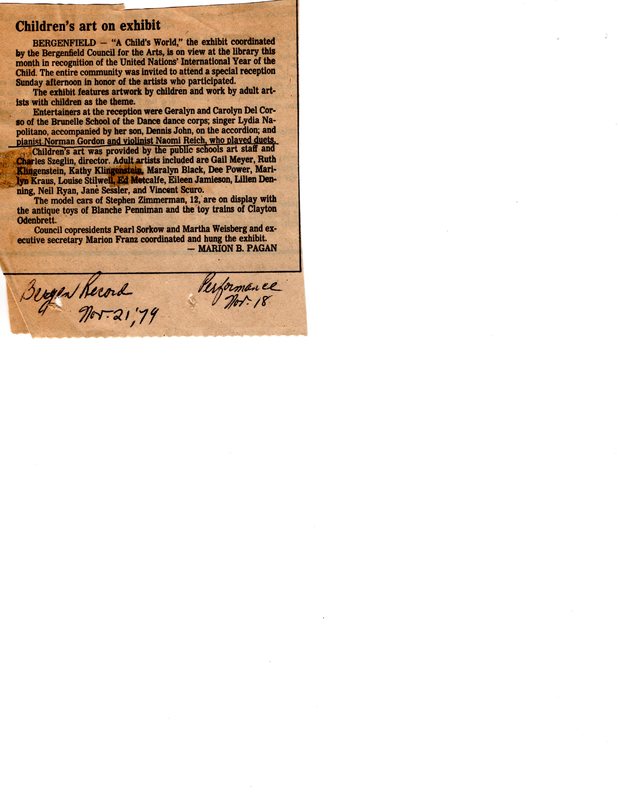 Children's art on exhibit
BERGENFIELD — "A Child's World," the exhibit coordinated
by the Bergenfield Council for the Arts, is on view at the library this
month in recognition of the United Nations' International Year of the
Child. The entire community was invited to attend a special reception
Sunday afternoon in honor of the artists who participated.
The exhibit features artwork by children and work by adult art-
ists with children as the theme.
Entertainers at the reception were Geralyn and Carolyn Del Cor-
so of the Brunelle School of the Dance dance corps; singer Lydia Na-
politano, accompanied by her son, Dennis John, on the accordion; and
pianist Norman Gordon and violinist Naomi Reich, who played duets.
Children's art was provided by the public schools art staff and
Charles Szeglin, director. Adult artists included are Gail Meyer, Ruth
Klingenstein, Kathy Klingenstein, Maralyn Black, Dee Power, Mari-
lyn Kraus, Louise Stilwell, Ed Metcalfe, Eileen Jamieson, Lillen Den-
ning, Neil Ryan, Jane Sessler, and Vincent Scuro.
The model cars of Stephen Zimmerman, 12, are on display with
the antique toys of Blanche Penniman and the toy trains of Clayton
Odenbrett.
Council copresidents Pearl Sorkow and Martha Weisberg and ex-
ecutive secretary Marion Franz coordinated and hung the exhibit.
— MARION B. PAGAN
Bergen Record
Nov. 21, '79
Performance
Nov. 18